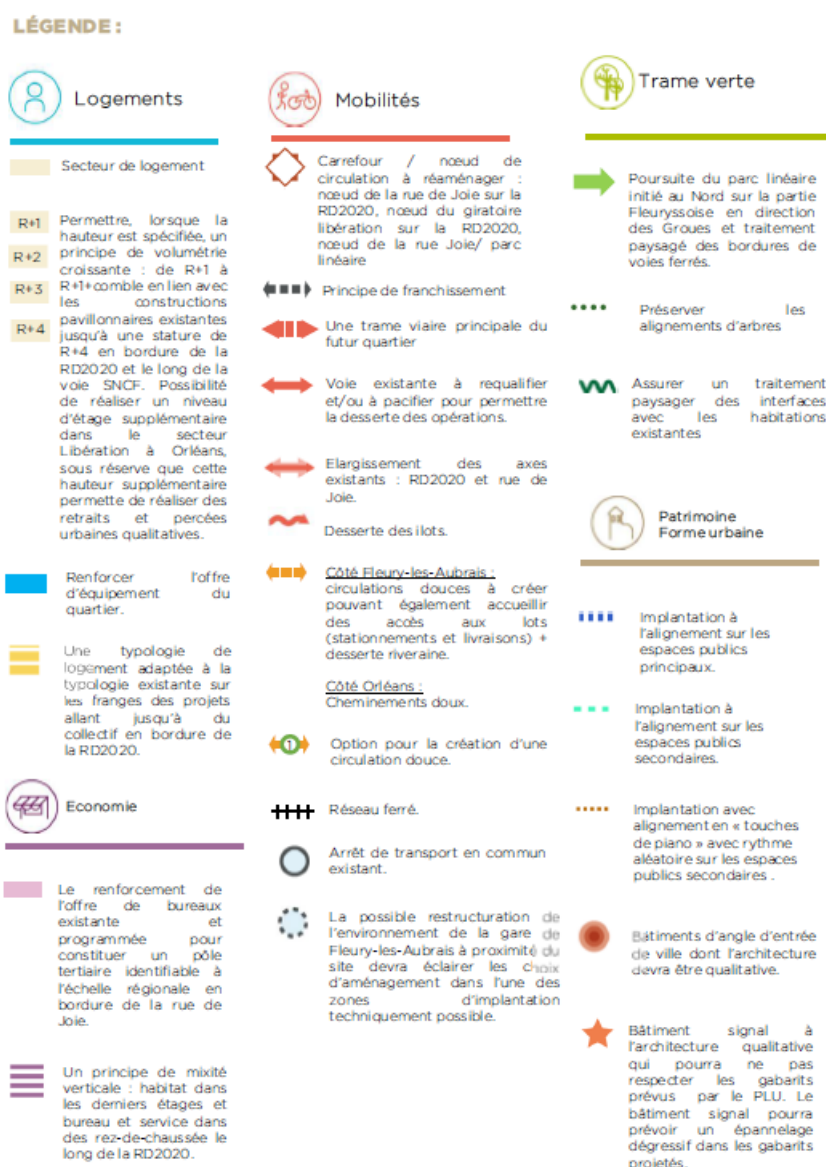 LÉGENDE :
Logements
Secteur de logement
R+1
R+2
R+3
R+4
Permettre, lorsque la
hauteur est spécifiée, un
principe de volumétrie
croissante : de R+1 à
R+1+comble en lien avec
les constructions
pavillonnaires existantes
jusqu'à une stature de
R+4 en bordure de la
RD2020 et le long de la
voie SNCF. Possibilité
de réaliser un niveau
d'étage supplémentaire
dans le secteur
Libération à Orléans,
sous réserve que cette
hauteur supplémentaire
permette de réaliser des
retraits et percées
urbaines qualitatives.
Renforcer l'offre
d'équipement du
quartier.
Une typologie de
logement adaptée à la
typologie existante sur
les franges des projets
allant jusqu'à du
collectif en bordure de
la RD2020.
Economie
Le renforcement de
l'offre de bureaux
existante et
programmée pour
constituer un pôle
tertiaire identifiable à
l'échelle régionale en
bordure de la rue de
Joie.
Un principe de mixité
verticale : habitat dans
les derniers étages et
bureau et service dans
des rez-de-chaussée le
long de la RD2020.
Mobilités
Carrefour / nœud de
circulation à réaménager :
nœud de la rue de Joie sur la
RD2020, nœud du giratoire
libération sur la RD2020,
nœud de la rue Joie/ parc
linéaire
Principe de franchissement
Une trame viaire principale du
futur quartier
Voie existante à requalifier
et/ou à pacifier pour permettre
la desserte des opérations.
Elargissement des axes
existants : RD2020 et rue de
Joie.
Desserte des ilots.
Côté Fleury-les-Aubrais :
circulations douces à créer
pouvant également accueillir
des accès aux lots
(stationnements et livraisons) +
desserte riveraine.
Côté Orléans :
Cheminements doux.
1
Option pour la création d'une
circulation douce.
Réseau ferré.
Arrêt de transport en commun
existant.
La possible restructuration de
l'environnement de la gare de
Fleury-les-Aubrais à proximité du
site devra éclairer les choix
d'aménagement dans l'une des
zones d'implantation
techniquement possible.
Trame verte
Poursuite du parc linéaire
initié au Nord sur la partie
Fleuryssoise en direction
des Groues et traitement
paysagé des bordures de
voies ferrés.
Préserver les
alignements d'arbres
Assurer un traitement
paysager des interfaces
avec les habitations
existantes
Patrimoine
Forme urbaine
Implantation à
l'alignement sur les
espaces publics
principaux.
Implantation à
l'alignement sur les
espaces publics
secondaires.
Implantation avec
alignement en « touches
de piano » avec rythme
aléatoire sur les espaces
publics secondaires .
Bâtiments d'angle d'entrée
de ville dont l'architecture
devra être qualitative.
Bâtiment signal à
l'architecture qualitative
qui pourra ne pas
respecter les gabarits
prévus par le PLU. Le
bâtiment signal pourra
prévoir un épannelage
dégressif dans les gabarits
projetés.